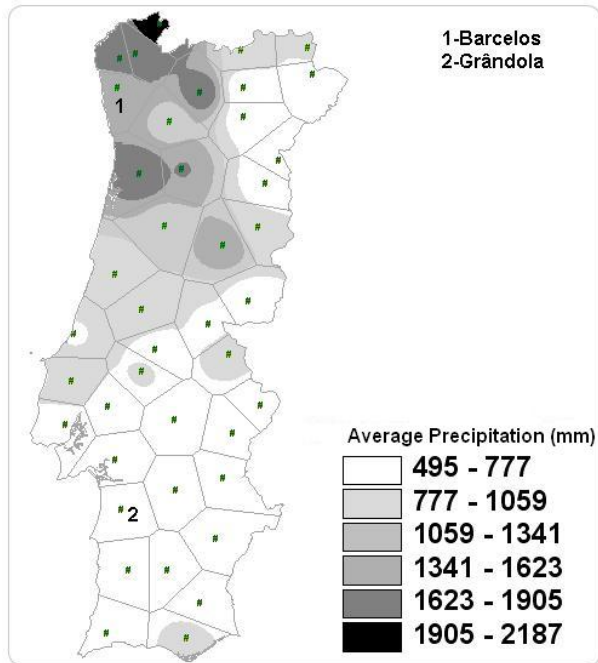 1-Barcelos
2-Grândola
1
2
Average Precipitation (mm)
495 - 777
777 - 1059
1059 - 1341
1341 - 1623
1623 - 1905
1905 - 2187